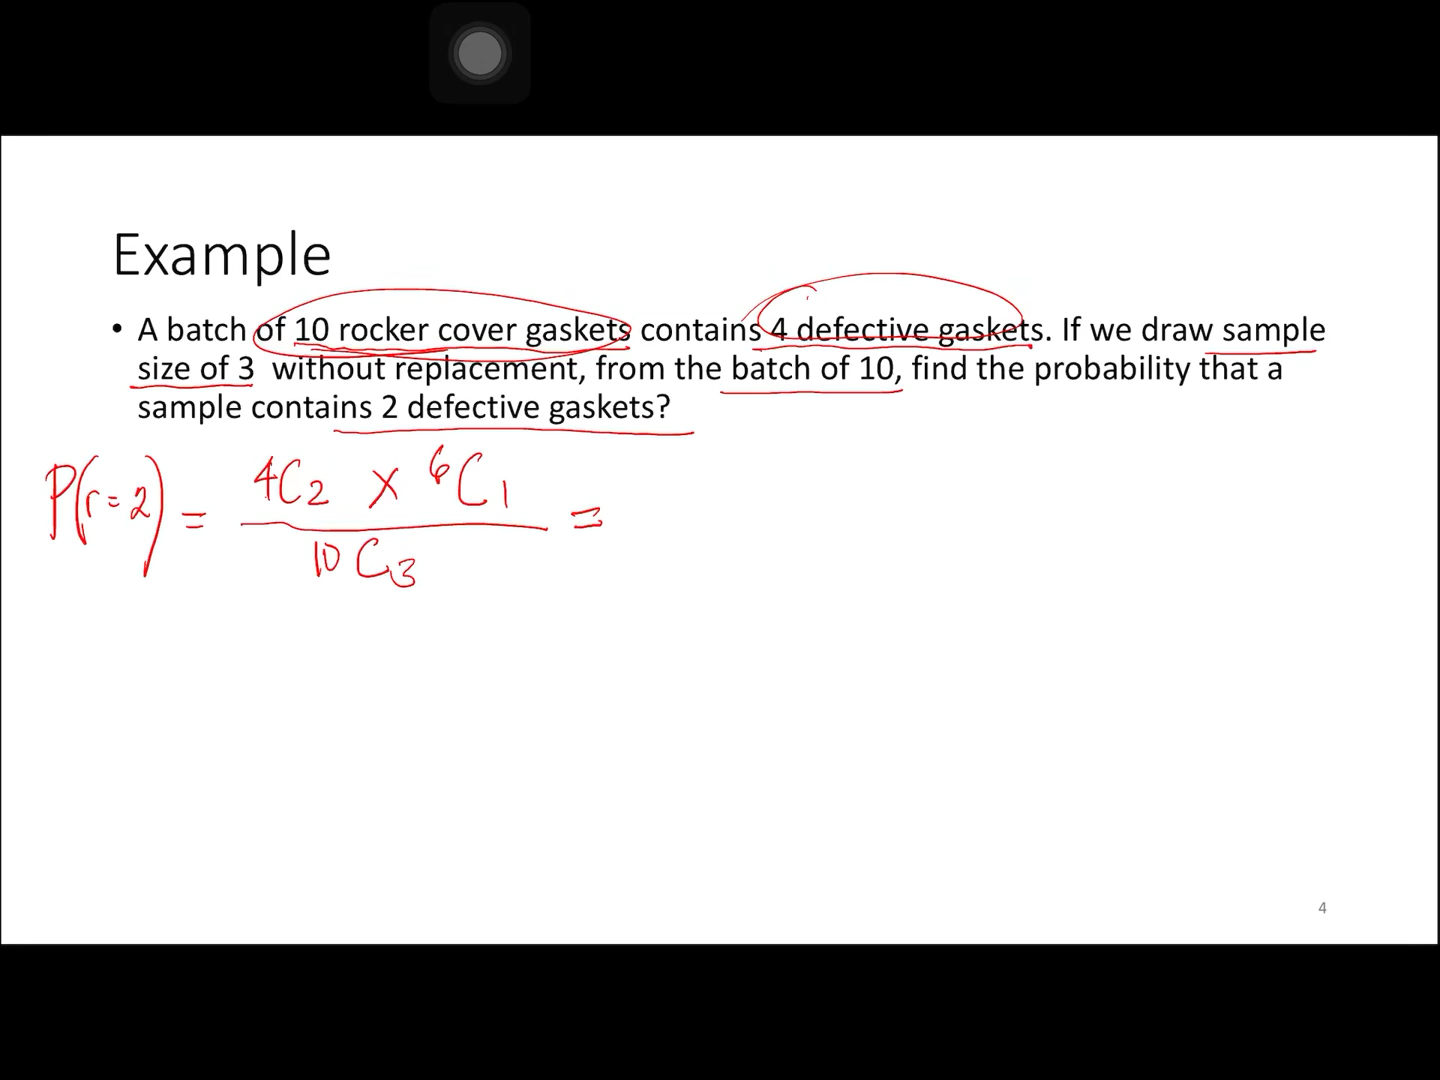 Example
• A batch of 10 rocker cover gaskets contains 4 defective gaskets. If we draw sample
size of 3 without replacement, from the batch of 10, find the probability that a
sample contains 2 defective gaskets?
P(r=2) = 4C2 x 6C1 =
10C3
4